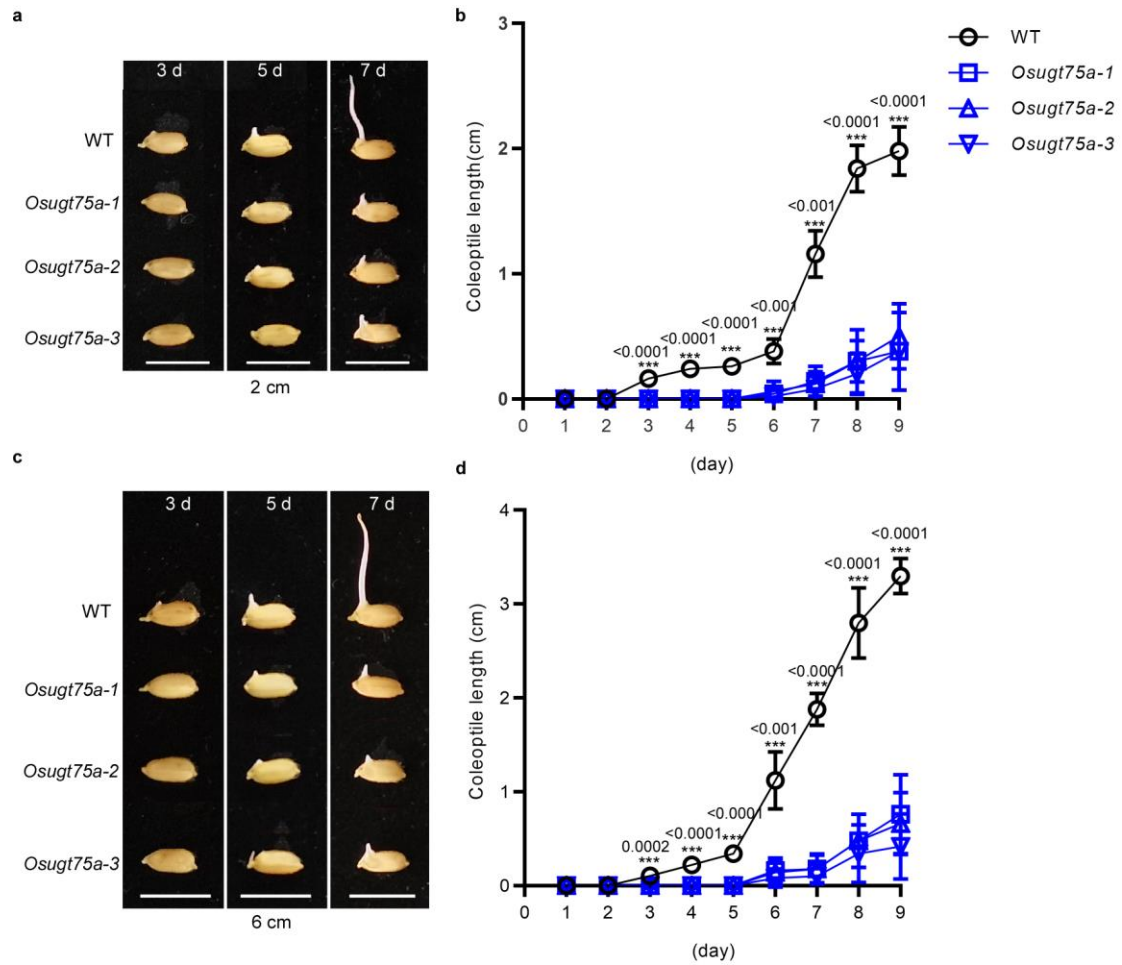 a
3 d 5 d 7 d
WT
Osugt75a-1
Osugt75a-2
Osugt75a-3
2 cm
b
Coleoptile length(cm)
3
2
1
0
<0.0001
***
<0.0001
***
<0.0001
***
<0.001
***
<0.001
***
<0.0001
***
<0.0001
***
0 1 2 3 4 5 6 7 8 9
(day)
WT
Osugt75a-1
Osugt75a-2
Osugt75a-3
c
3 d 5 d 7 d
WT
Osugt75a-1
Osugt75a-2
Osugt75a-3
6 cm
d
Coleoptile length (cm)
4
3
2
1
0
0.0002
***
<0.0001
***
<0.0001
***
<0.001
***
<0.0001
***
<0.0001
***
<0.0001
***
0 1 2 3 4 5 6 7 8 9
(day)